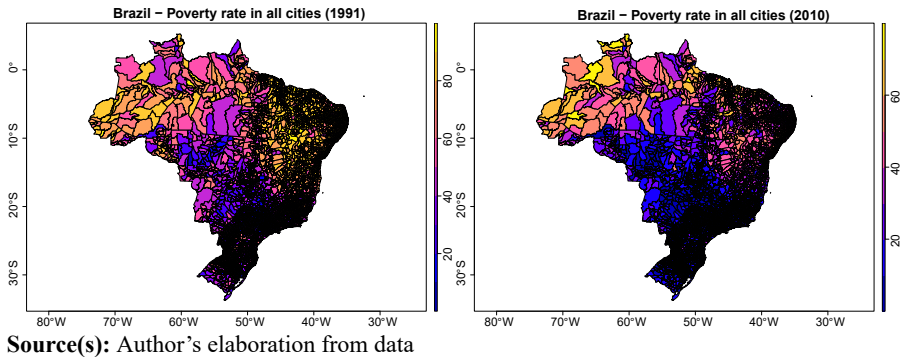 Brazil − Poverty rate in all cities (1991)
0°
10°S
20°S
30°S
80°W 70°W 60°W 50°W 40°W 30°W
80
60
40
20
Brazil − Poverty rate in all cities (2010)
0°
10°S
20°S
30°S
80°W 70°W 60°W 50°W 40°W 30°W
60
40
20
Source(s): Author’s elaboration from data